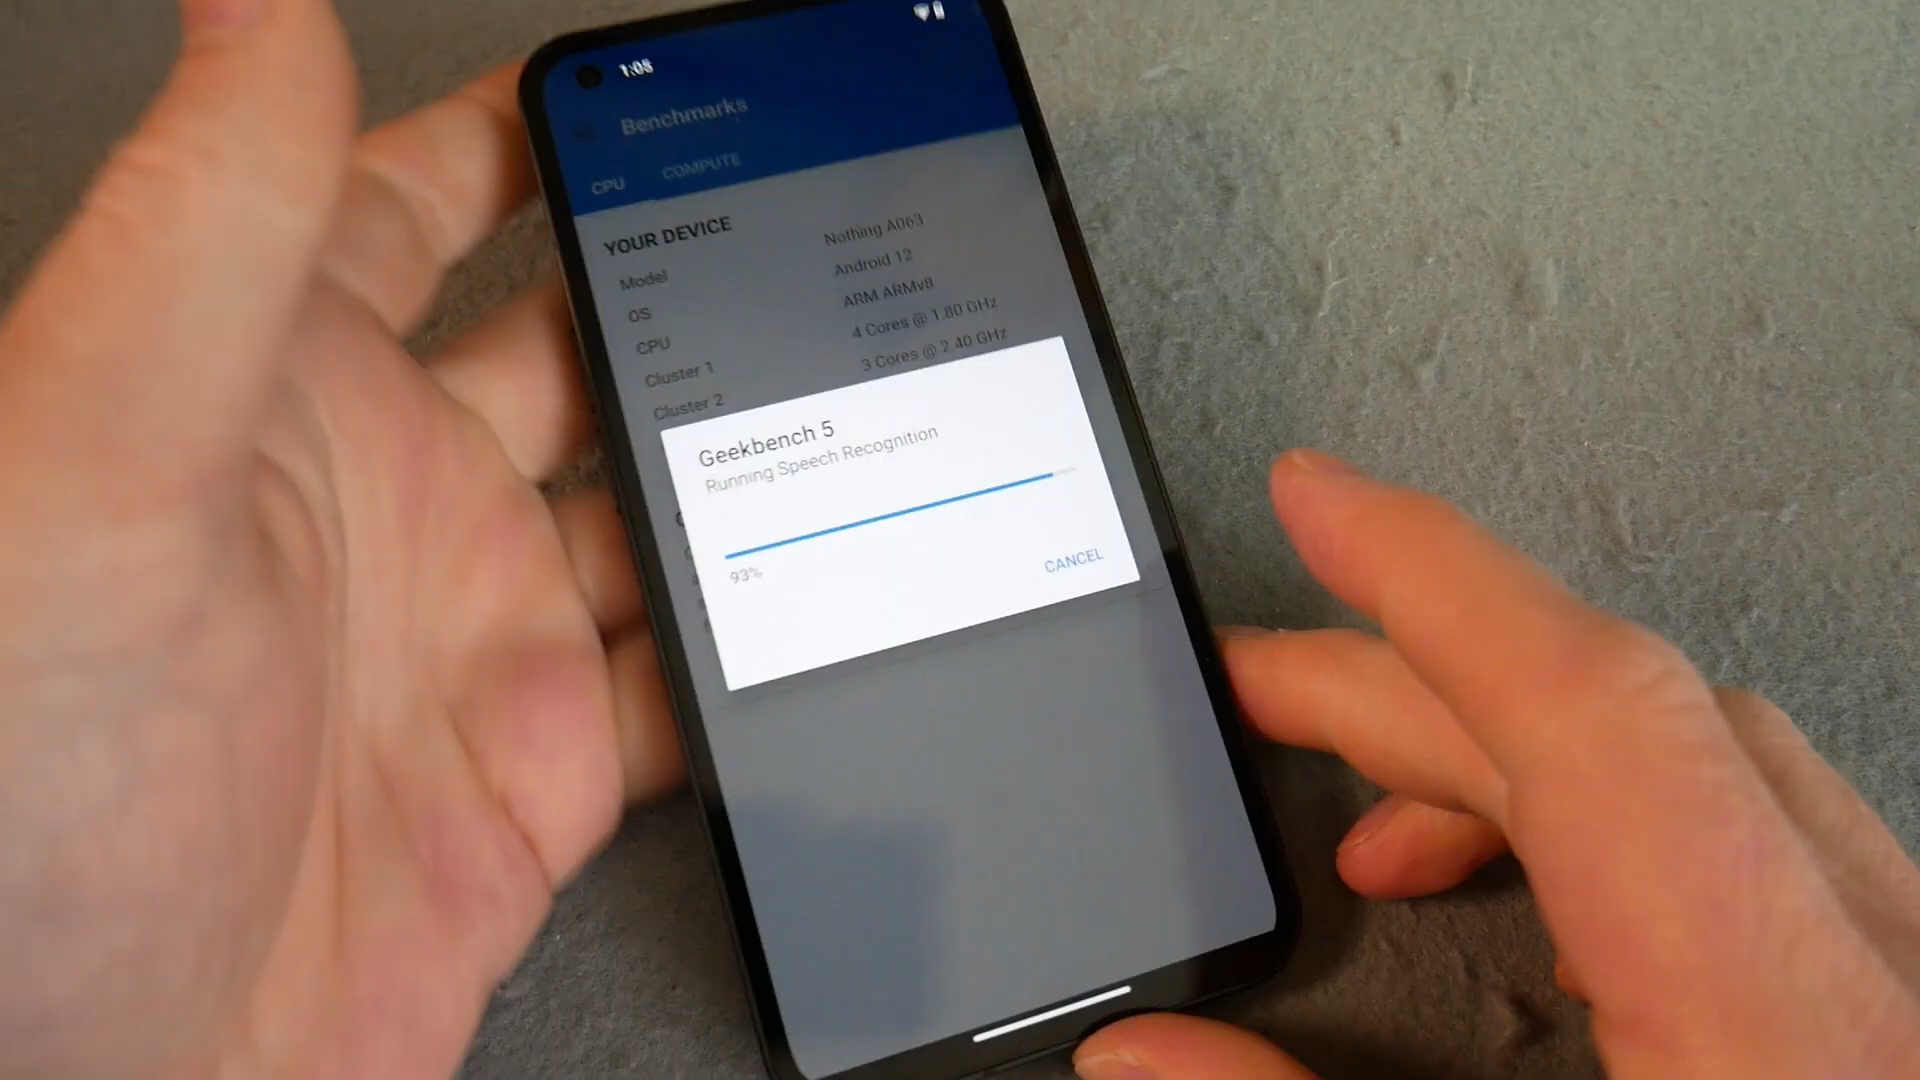 1:08
Benchmarks
CPU COMPUTE
YOUR DEVICE
Model Nothing A063
OS Android 12
CPU ARM ARMv8
Cluster 1 4 Cores @ 1.80 GHz
Cluster 2 3 Cores @ 2.40 GHz
Geekbench 5
Running Speech Recognition
93%
CANCEL